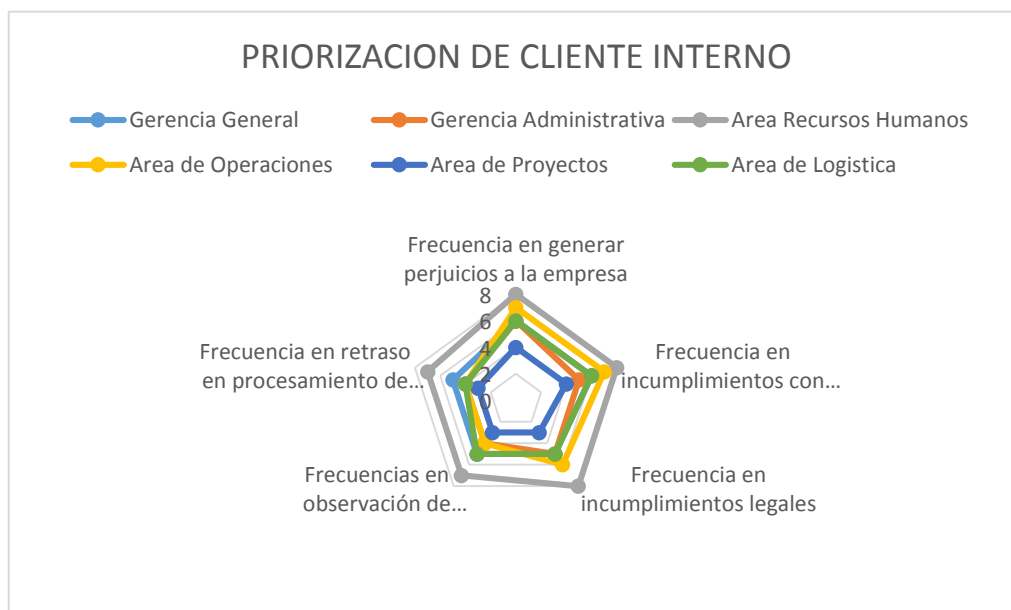 PRIORIZACION DE CLIENTE INTERNO
Gerencia General
Gerencia Administrativa
Area Recursos Humanos
Area de Operaciones
Area de Proyectos
Area de Logistica
Frecuencia en generar
perjuicios a la empresa
8
6
4
2
0
Frecuencia en retraso
en procesamiento de...
Frecuencia en
incumplimientos con...
Frecuencias en
observación de...
Frecuencia en
incumplimientos legales